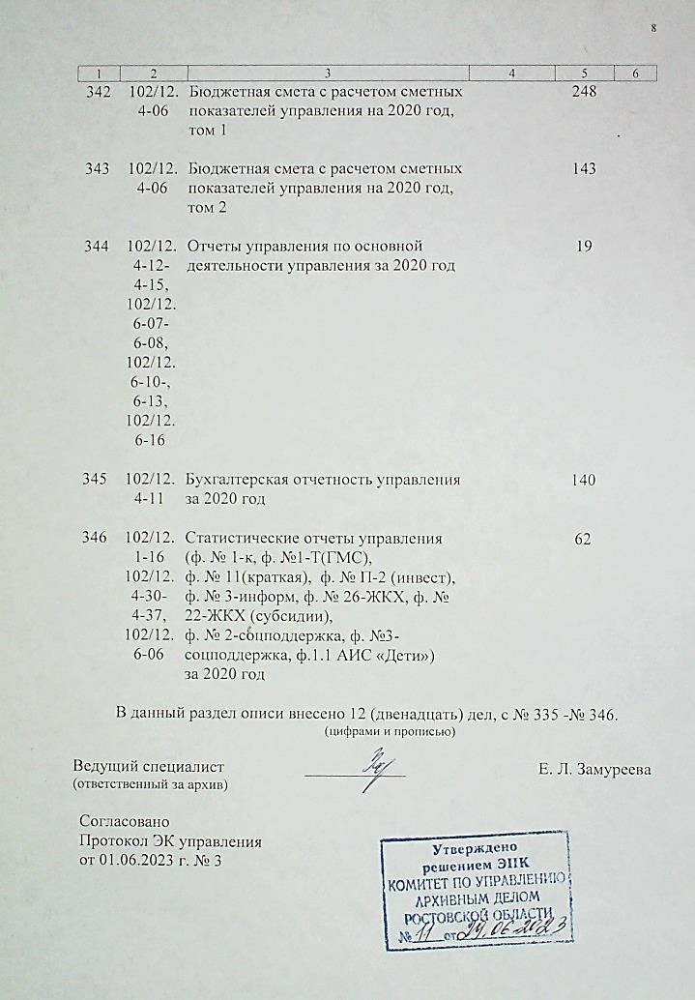 8
1 2 3 4 5 6
342 102/12. Бюджетная смета с расчетом сметных 248
4-06 показателей управления на 2020 год,
том 1
343 102/12. Бюджетная смета с расчетом сметных 143
4-06 показателей управления на 2020 год,
том 2
344 102/12. Отчеты управления по основной 19
4-12- деятельности управления за 2020 год
4-15,
102/12.
6-07-
6-08,
102/12.
6-10-,
6-13,
102/12.
6-16
345 102/12. Бухгалтерская отчетность управления 140
4-11 за 2020 год
346 102/12. Статистические отчеты управления 62
1-16 (ф. № 1-к, ф. №1-Т(ГМС),
102/12. ф. № 11(краткая), ф. № П-2 (инвест),
4-30- ф. № 3-информ, ф. № 26-ЖКХ, ф. №
4-37, 22-ЖКХ (субсидии),
102/12. ф. № 2-соцподдержка, ф. №3-
6-06 соцподдержка, ф.1.1 АИС «Дети»)
за 2020 год
В данный раздел описи внесено 12 (двенадцать) дел, с № 335 -№ 346.
(цифрами и прописью)
Ведущий специалист Е. Л. Замуреева
(ответственный за архив)
Согласовано
Протокол ЭК управления
от 01.06.2023 г. № 3
Утверждено
решением ЭПК
КОМИТЕТ ПО УПРАВЛЕНИЮ
АРХИВНЫМ ДЕЛОМ
РОСТОВСКОЙ ОБЛАСТИ
№ 11 от 29.06.2023